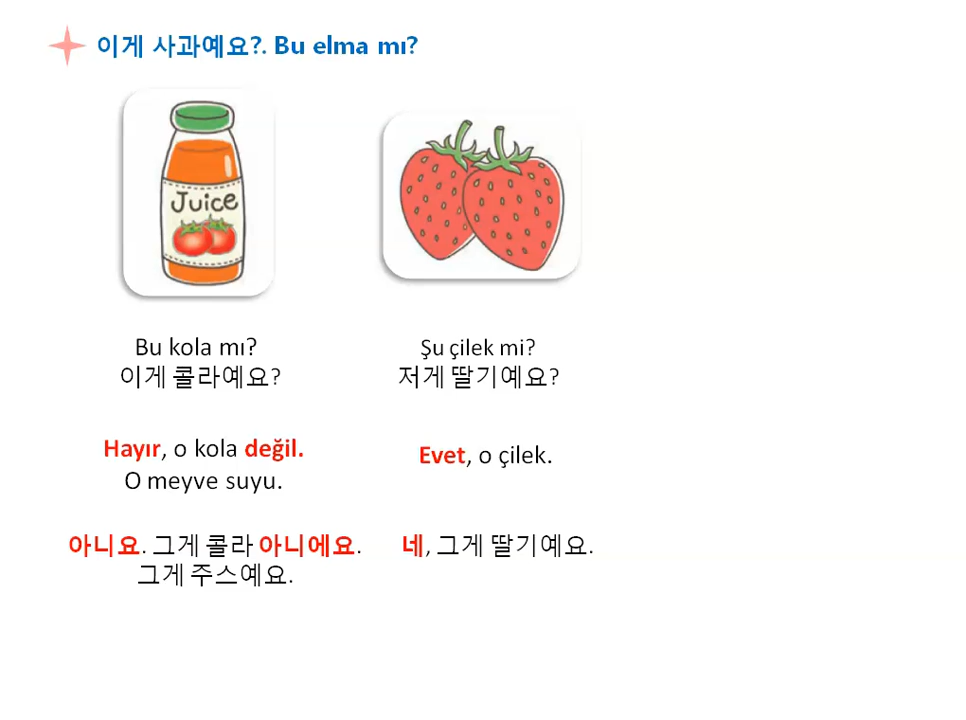 이게 사과예요?. Bu elma mı?
Juice
Bu kola mı?
이게 콜라예요?
Hayır, o kola değil.
O meyve suyu.
아니요. 그게 콜라 아니에요.
그게 주스예요.
Şu çilek mi?
저게 딸기예요?
Evet, o çilek.
네, 그게 딸기예요.